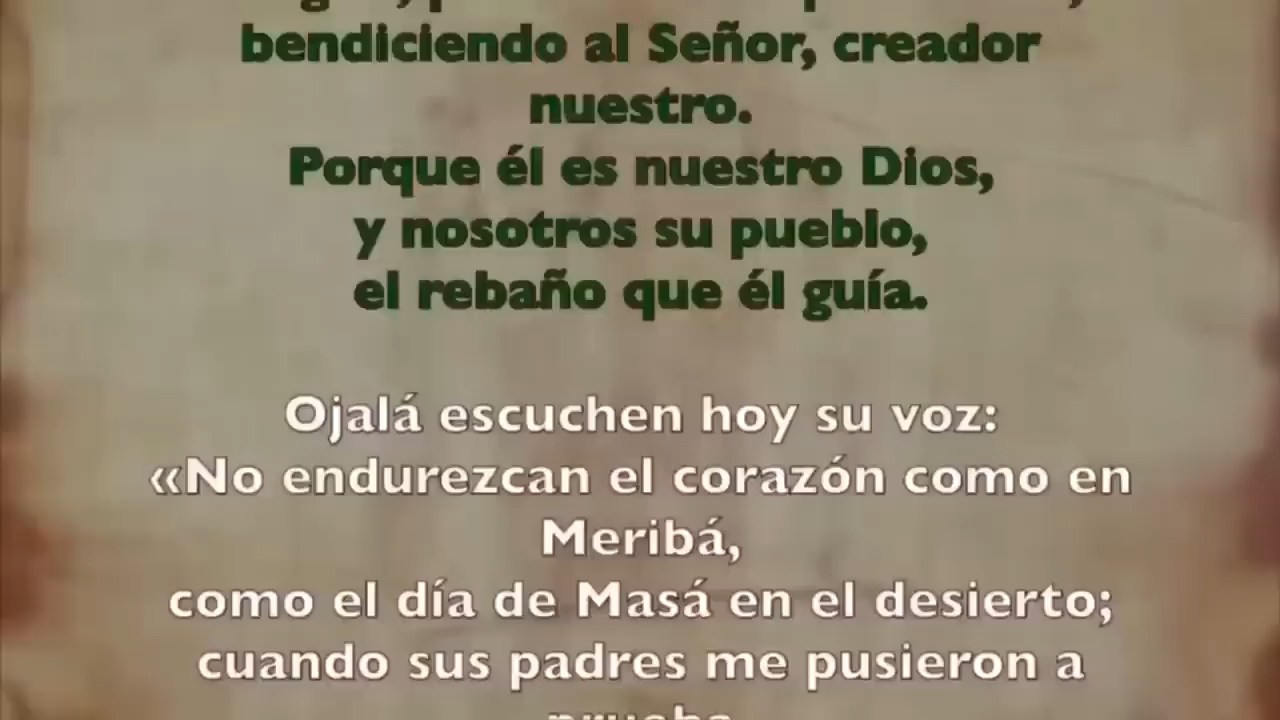 bendiciendo al Señor, creador
nuestro.
Porque él es nuestro Dios,
y nosotros su pueblo,
el rebaño que él guía.
Ojalá escuchen hoy su voz:
«No endurezcan el corazón como en
Meribá,
como el día de Masá en el desierto;
cuando sus padres me pusieron a
prueba